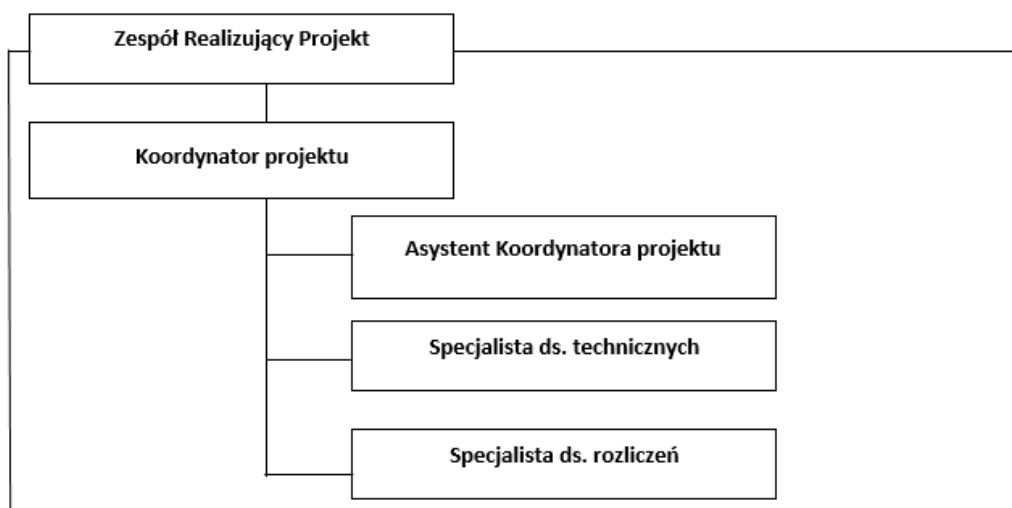 Zespół Realizujący Projekt
Koordynator projektu
Asystent Koordynatora projektu
Specjalista ds. technicznych
Specjalista ds. rozliczeń